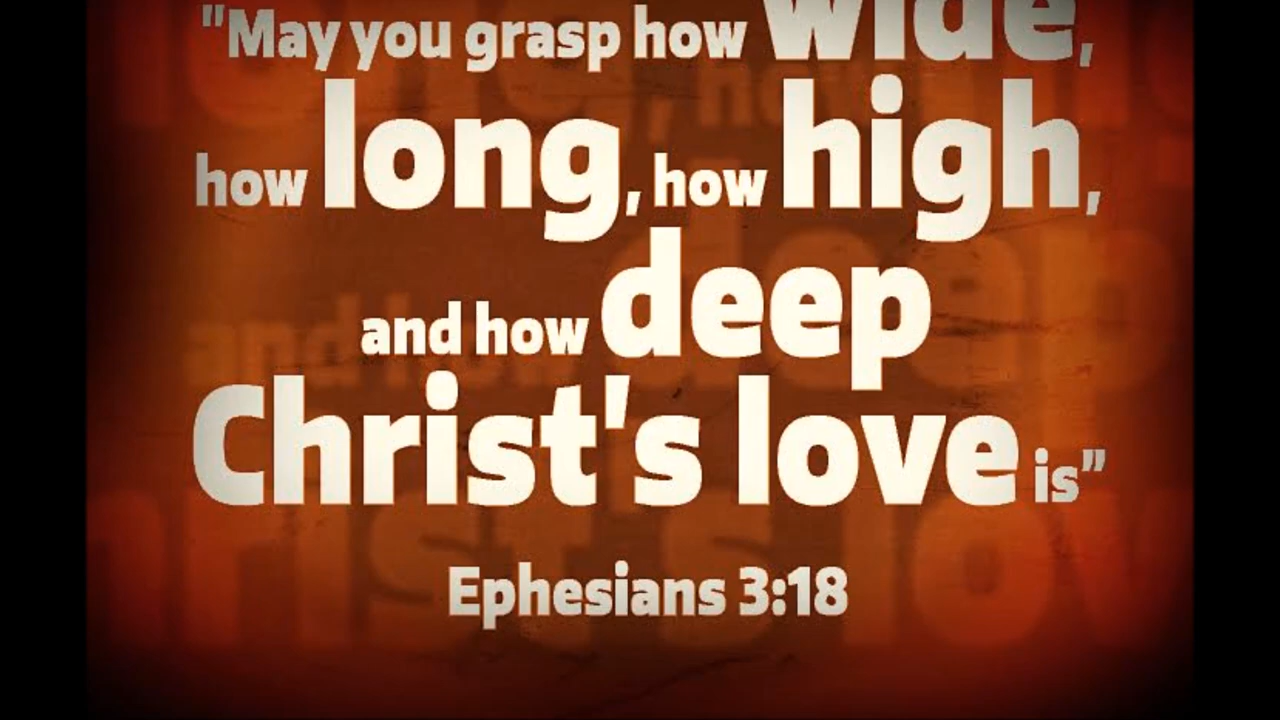 "May you grasp how wide,
how long, how high,
and how deep
Christ's love is”
Ephesians 3:18